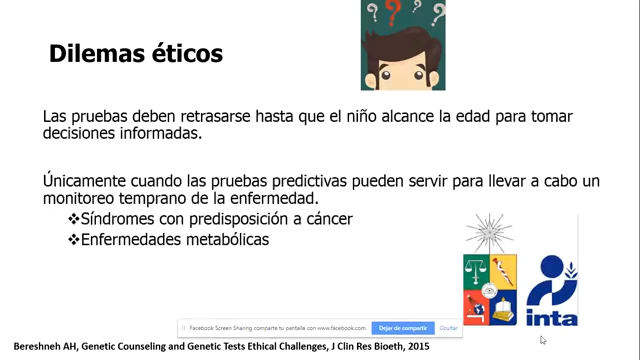 Dilemas éticos
Las pruebas deben retrasarse hasta que el niño alcance la edad para tomar
decisiones informadas.
Únicamente cuando las pruebas predictivas pueden servir para llevar a cabo un
monitoreo temprano de la enfermedad.
❖Síndromes con predisposición a cáncer
❖Enfermedades metabólicas
inta
Facebook Screen Sharing comparte tu pantalla con www.facebook.com.
Dejar de compartir
Ocultar
Bereshneh AH, Genetic Counseling and Genetic Tests Ethical Challenges, J Clin Res Bioeth, 2015